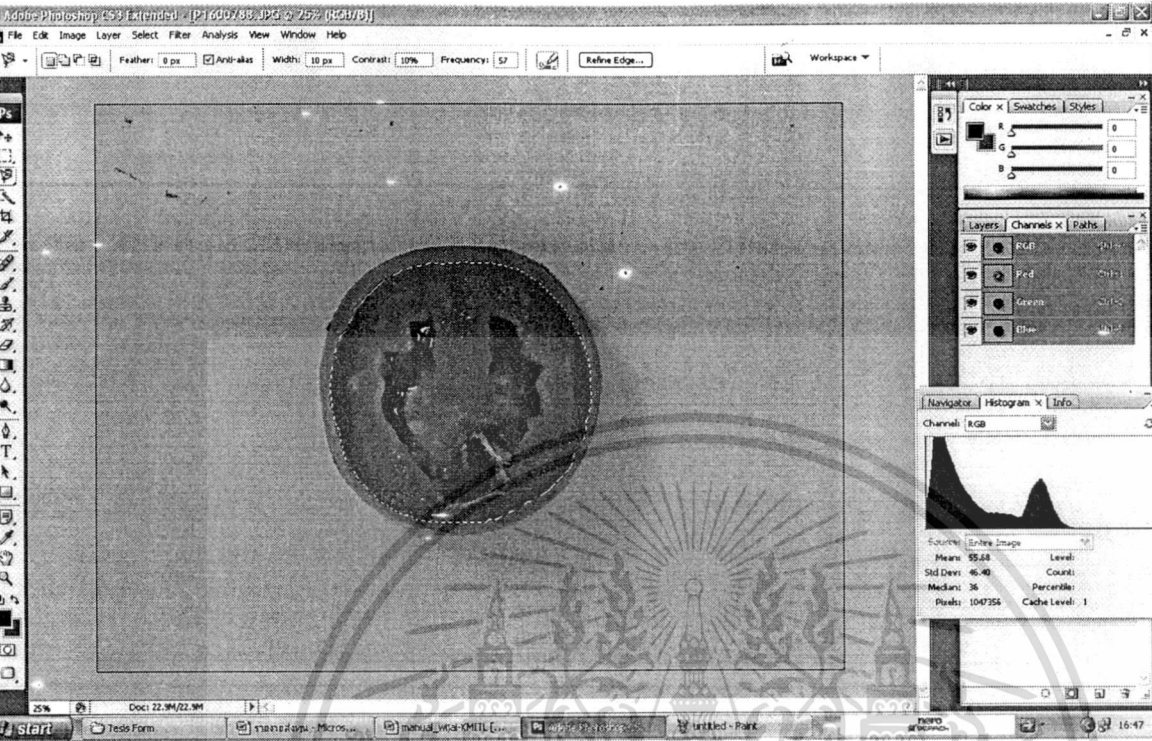 Adobe Photoshop CS3 Extended - [P1600788.JPG @ 25% (RGB/8)]
File Edit Image Layer Select Filter Analysis View Window Help
Feather: 0 px Anti-alias Width: 10 px Contrast: 10% Frequency: 57 Refine Edge... Workspace
Ps
Color x Swatches Styles
R 0
G 0
B 0
Layers Channels x Paths
RGB
Red
Green
Blue
Navigator Histogram x Info
Channel: RGB
Source: Entire Image
Mean: 55.68 Level:
Std Dev: 46.40 Count:
Median: 36 Percentile:
Pixels: 1047356 Cache Level: 1
25% Doc: 22.9M/22.9M
start Tesis Form - Micros... untitled - Paint nero 16:47